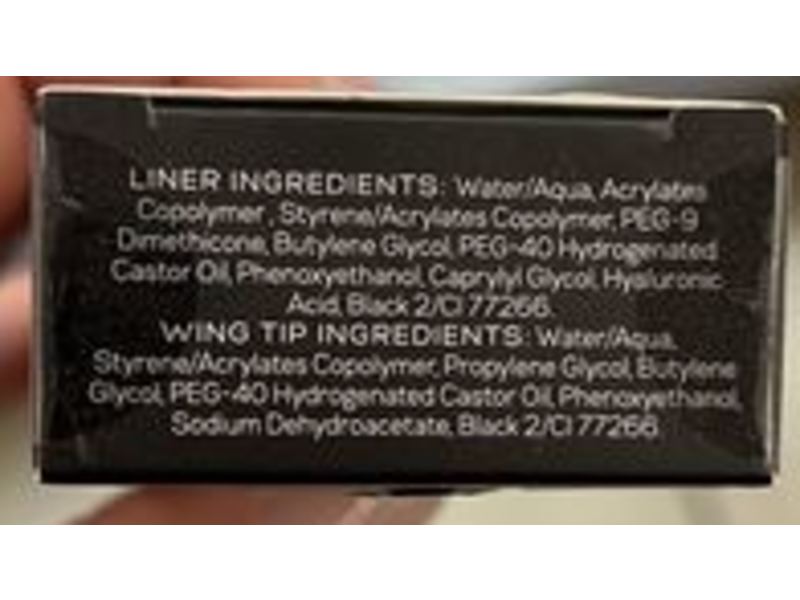 LINER INGREDIENTS: Water/Aqua, Acrylates
Copolymer , Styrene/Acrylates Copolymer, PEG-9
Dimethicone, Butylene Glycol, PEG-40 Hydrogenated
Castor Oil, Phenoxyethanol, Caprylyl Glycol, Hyaluronic
Acid, Black 2/CI 77266.
WING TIP INGREDIENTS: Water/Aqua,
Styrene/Acrylates Copolymer, Propylene Glycol, Butylene
Glycol, PEG-40 Hydrogenated Castor Oil, Phenoxyethanol,
Sodium Dehydroacetate, Black 2/CI 77266.